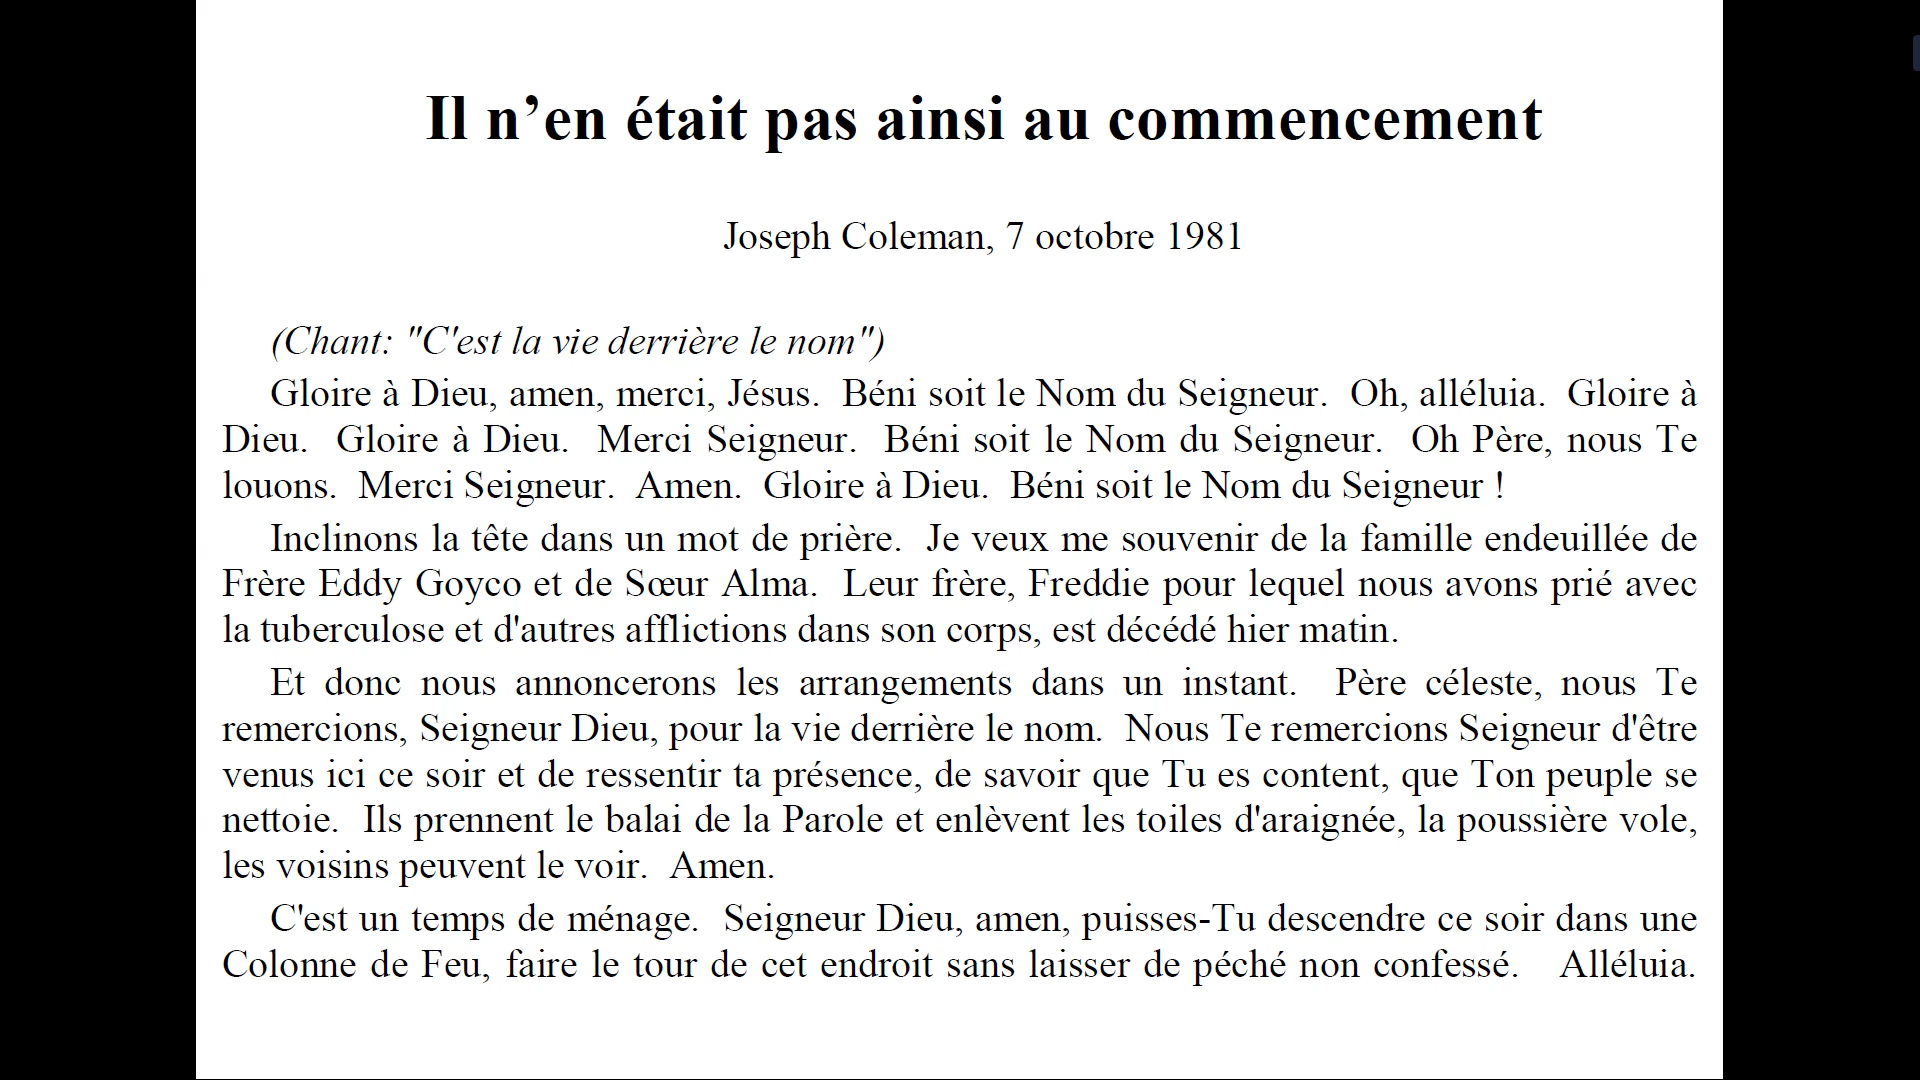 Il n’en était pas ainsi au commencement
Joseph Coleman, 7 octobre 1981
(Chant: "C'est la vie derrière le nom")
Gloire à Dieu, amen, merci, Jésus.  Béni soit le Nom du Seigneur.  Oh, alléluia.  Gloire à
Dieu.  Gloire à Dieu.  Merci Seigneur.  Béni soit le Nom du Seigneur.  Oh Père, nous Te
louons.  Merci Seigneur.  Amen.  Gloire à Dieu.  Béni soit le Nom du Seigneur !
Inclinons la tête dans un mot de prière.  Je veux me souvenir de la famille endeuillée de
Frère Eddy Goyco et de Sœur Alma.  Leur frère, Freddie pour lequel nous avons prié avec
la tuberculose et d'autres afflictions dans son corps, est décédé hier matin.
Et donc nous annoncerons les arrangements dans un instant.  Père céleste, nous Te
remercions, Seigneur Dieu, pour la vie derrière le nom.  Nous Te remercions Seigneur d'être
venus ici ce soir et de ressentir ta présence, de savoir que Tu es content, que Ton peuple se
nettoie.  Ils prennent le balai de la Parole et enlèvent les toiles d'araignée, la poussière vole,
les voisins peuvent le voir.  Amen.
C'est un temps de ménage.  Seigneur Dieu, amen, puisses-Tu descendre ce soir dans une
Colonne de Feu, faire le tour de cet endroit sans laisser de péché non confessé.  Alléluia.